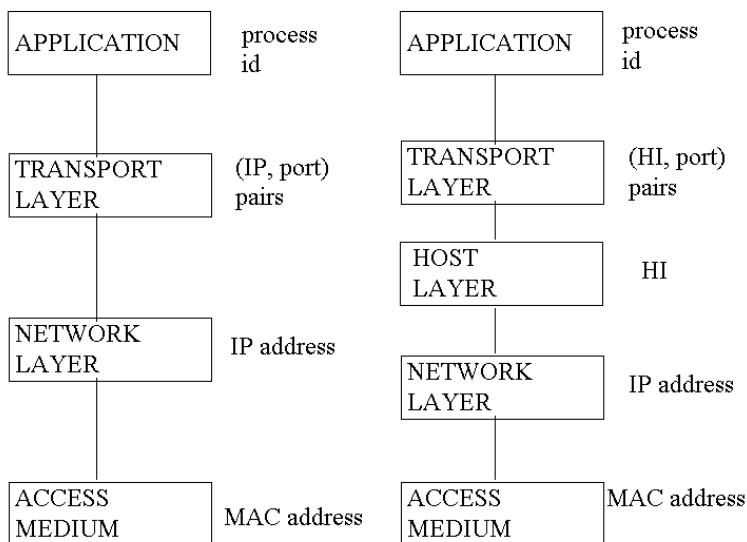 APPLICATION
process
id
TRANSPORT
LAYER
(IP, port)
pairs
NETWORK
LAYER
IP address
ACCESS
MEDIUM
MAC address
APPLICATION
process
id
TRANSPORT
LAYER
(HI, port)
pairs
HOST
LAYER
HI
NETWORK
LAYER
IP address
ACCESS
MEDIUM
MAC address